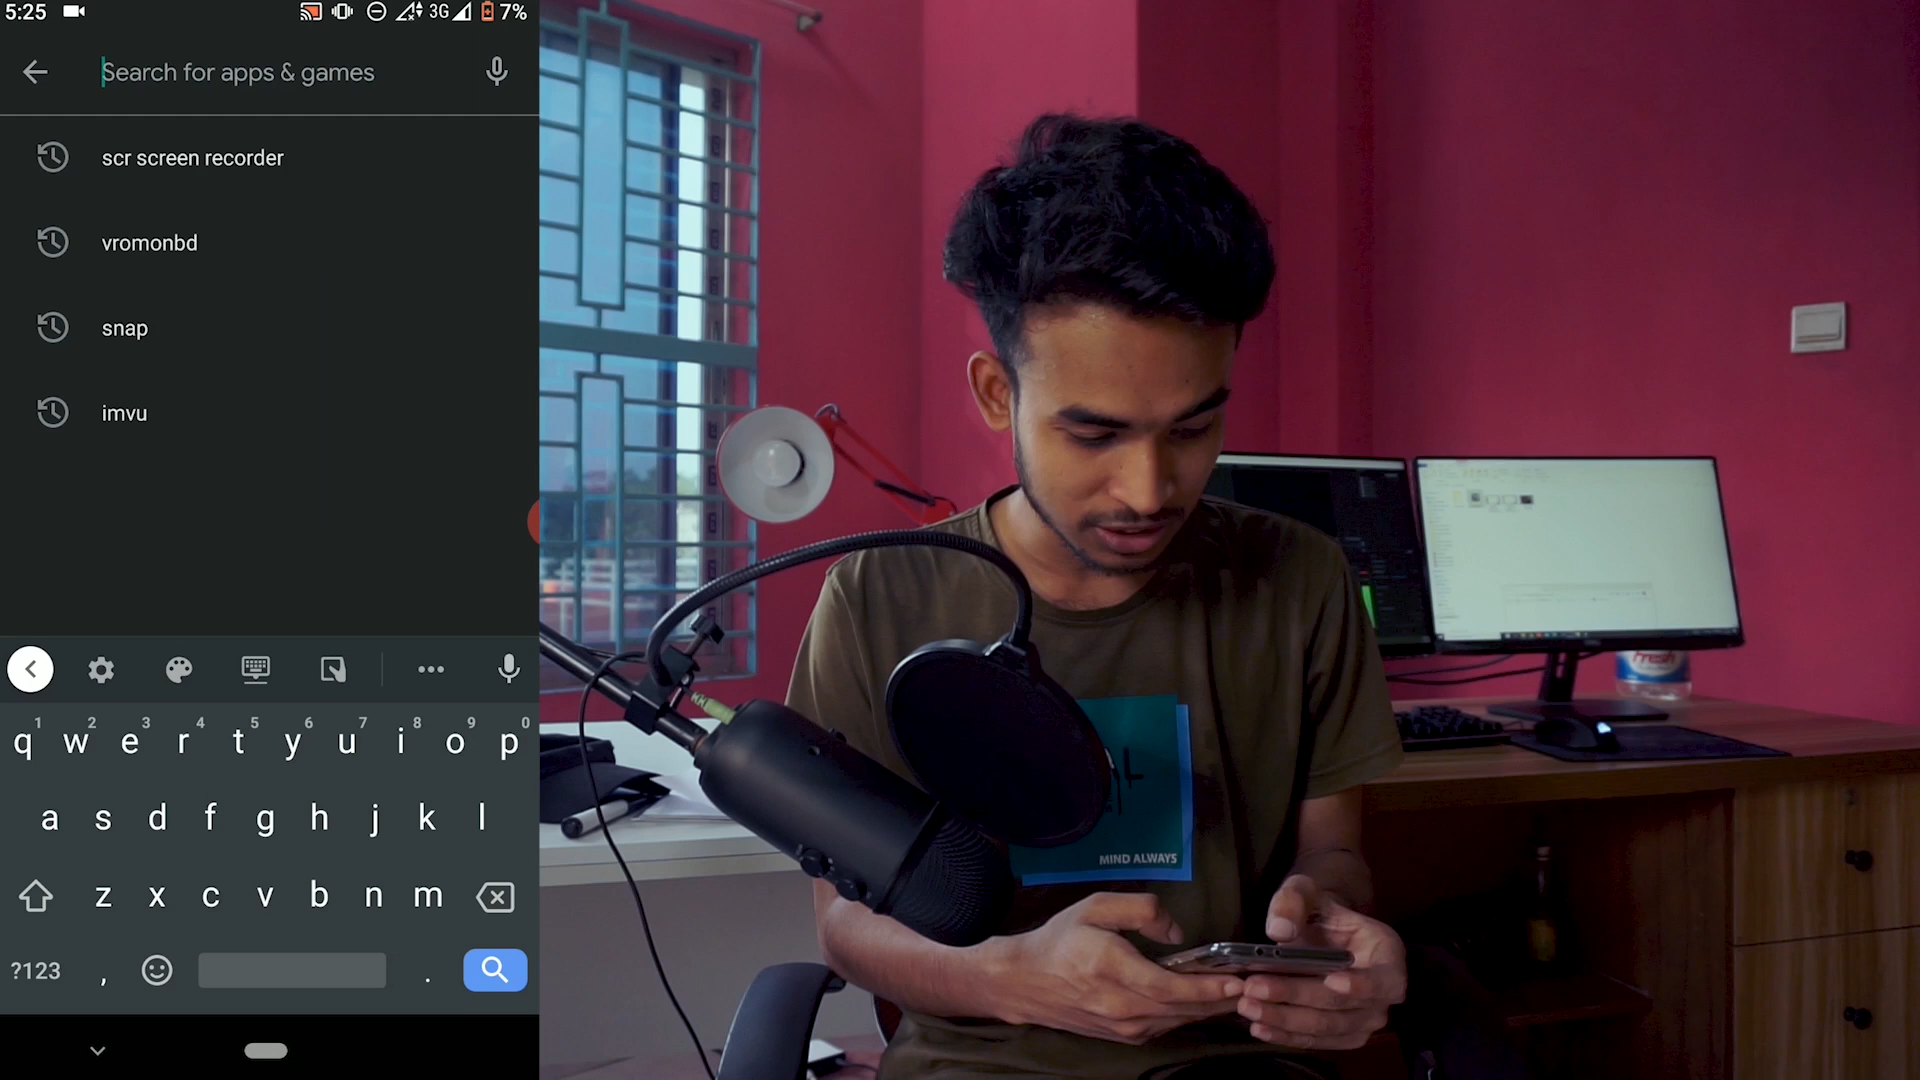 5:25 3G 7%
Search for apps & games
scr screen recorder
vromonbd
snap
imvu
1 2 3 4 5 6 7 8 9 0
q w e r t y u i o p
a s d f g h j k l
z x c v b n m
?123 , .
Fresh
MIND ALWAYS